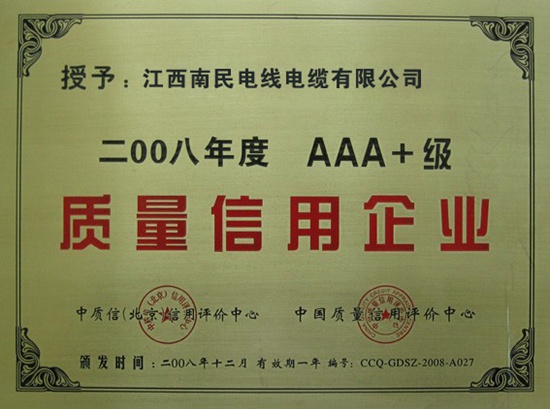 授予：江西南民电线电缆有限公司
二00八年度 AAA+级
质量信用企业
中质信(北京)信用评价中心 中国质量信用评价中心
颁发时间：二00八年十二月 有效期一年 编号：CCQ-GDSZ-2008-A027